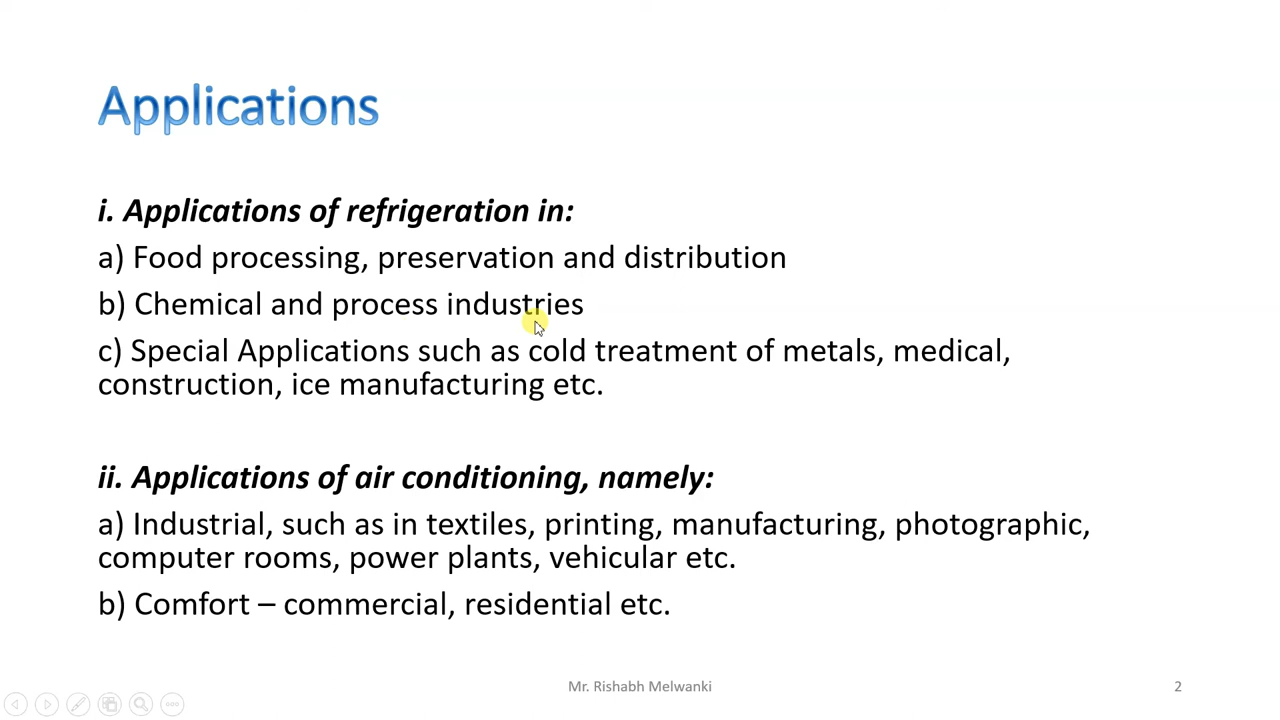 Applications
i. Applications of refrigeration in:
a) Food processing, preservation and distribution
b) Chemical and process industries
c) Special Applications such as cold treatment of metals, medical,
construction, ice manufacturing etc.
ii. Applications of air conditioning, namely:
a) Industrial, such as in textiles, printing, manufacturing, photographic,
computer rooms, power plants, vehicular etc.
b) Comfort – commercial, residential etc.
Mr. Rishabh Melwanki
2